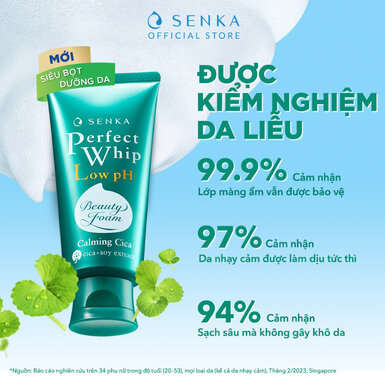 SENKA
OFFICIAL STORE
MỚI
SIÊU BỌT
DƯỠNG DA
SENKA
Perfect
Whip
Low pH
Beauty
Foam
Calming Cica
cica+soy extract
ĐƯỢC
KIỂM NGHIỆM
DA LIỄU
99.9% Cảm nhận
Lớp màng ẩm vẫn được bảo vệ
97% Cảm nhận
Da nhạy cảm được làm dịu tức thì
94% Cảm nhận
Sạch sâu mà không gây khô da
*Nguồn: Báo cáo nghiên cứu trên 34 phụ nữ trong độ tuổi (20-53), mọi loại da (kể cả da nhạy cảm), Tháng 2/2023, Singapore